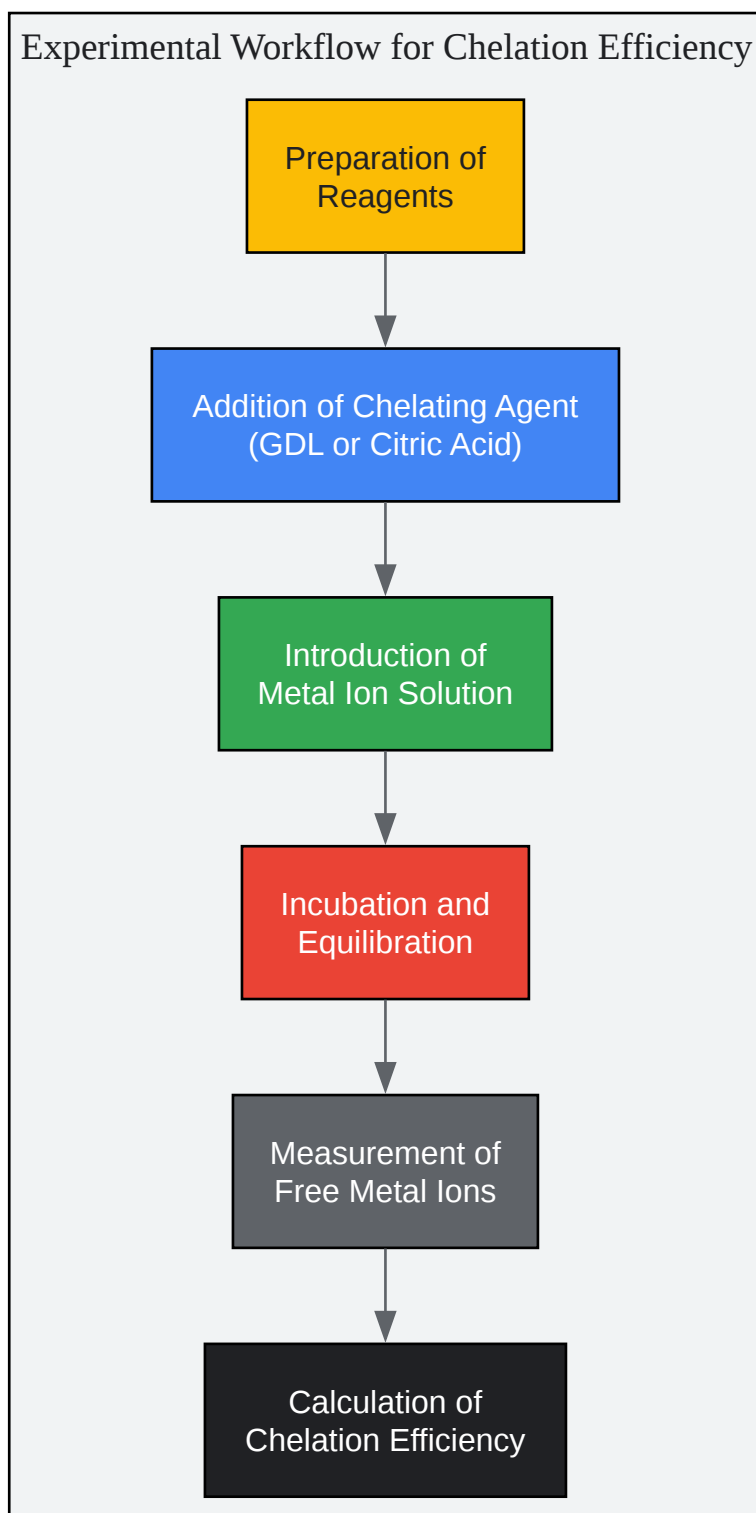 Experimental Workflow for Chelation Efficiency
Preparation of
Reagents
Addition of Chelating Agent
(GDL or Citric Acid)
Introduction of
Metal Ion Solution
Incubation and
Equilibration
Measurement of
Free Metal Ions
Calculation of
Chelation Efficiency